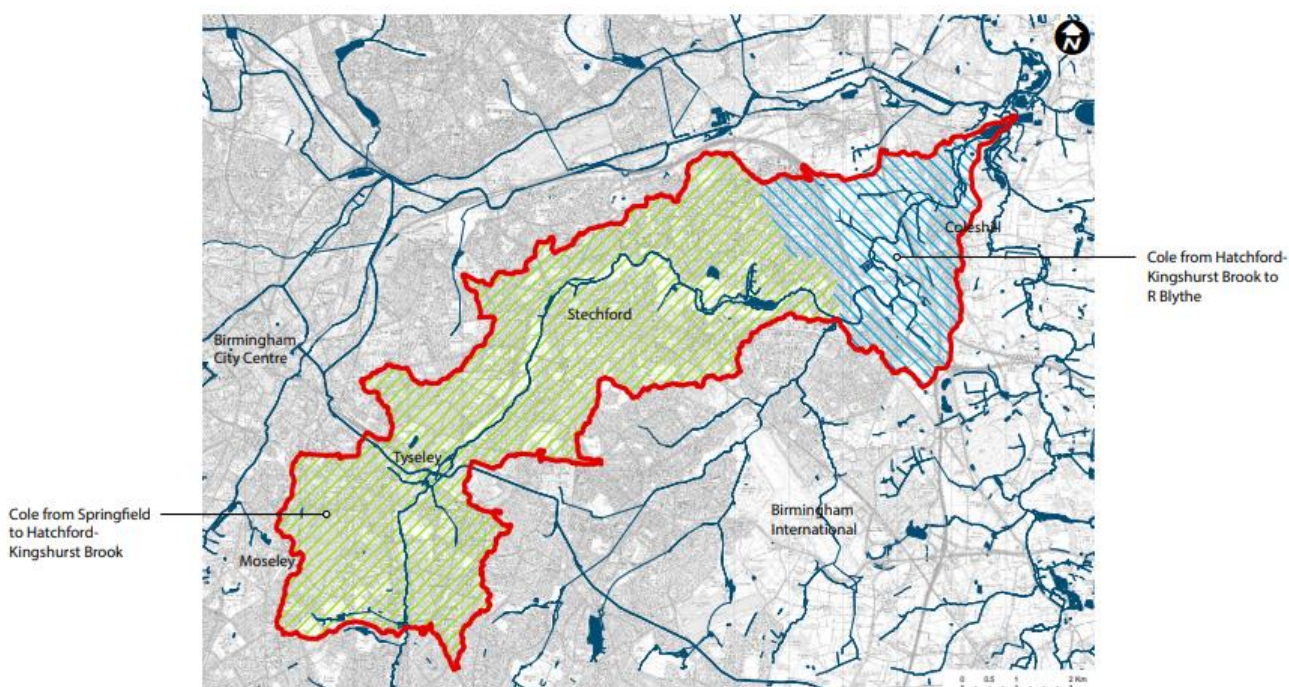 N
Coleshill
Cole from Hatchford-
Kingshurst Brook to
R Blythe
Stechford
Birmingham
City Centre
Tyseley
Cole from Springfield
to Hatchford-
Kingshurst Brook
Birmingham
International
Moseley
0 0.5 1 2 Km